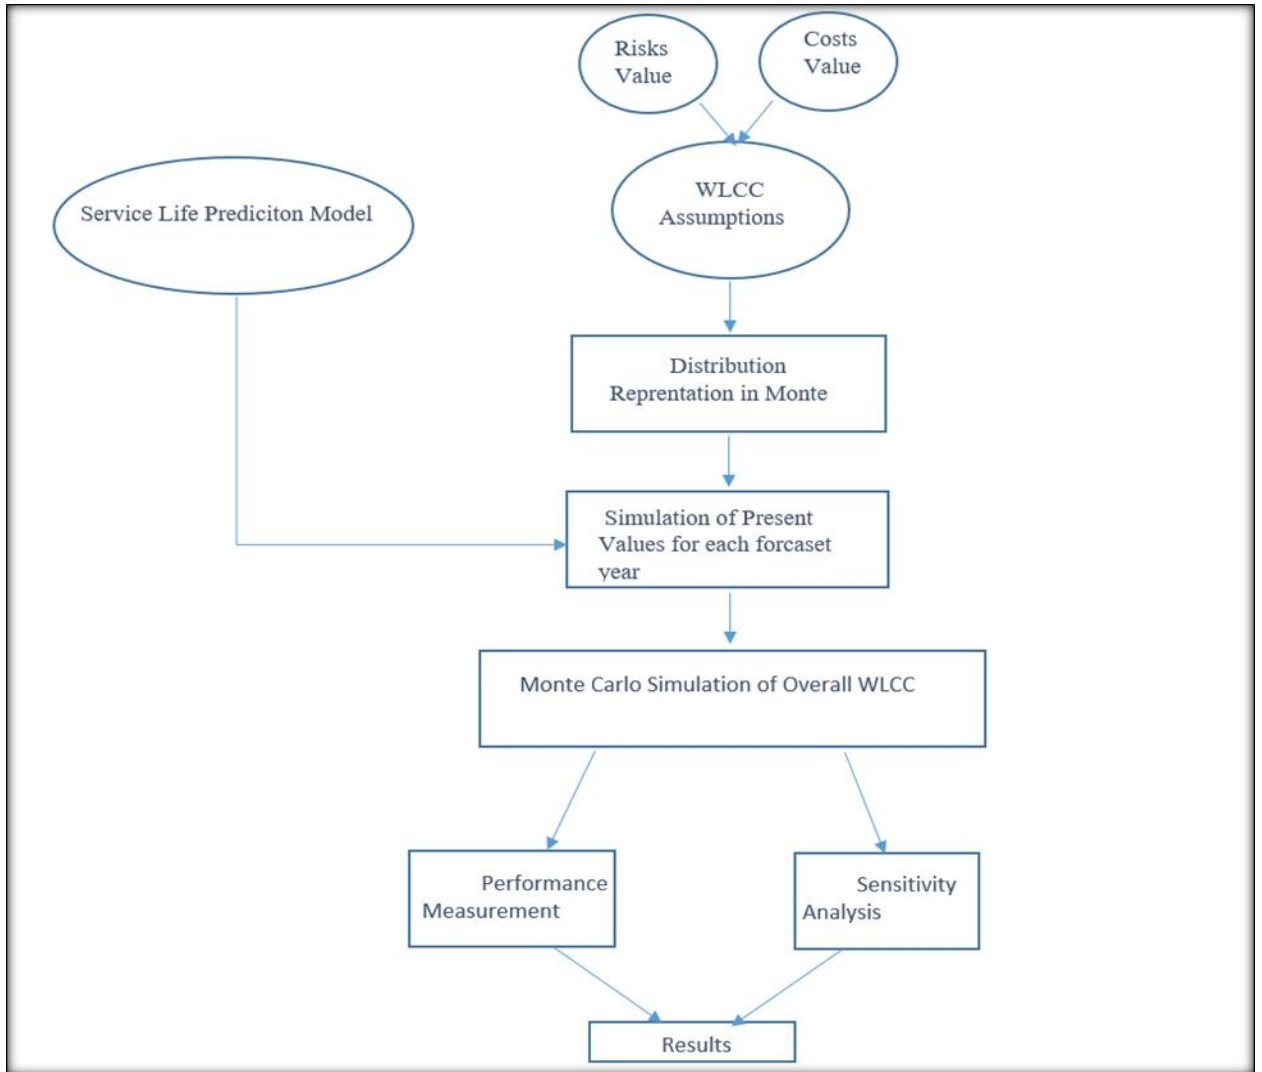 Risks
Value
Costs
Value
WLCC
Assumptions
Service Life Prediciton Model
Distribution
Reprentation in Monte
Simulation of Present
Values for each forcaset
year
Monte Carlo Simulation of Overall WLCC
Performance
Measurement
Sensitivity
Analysis
Results